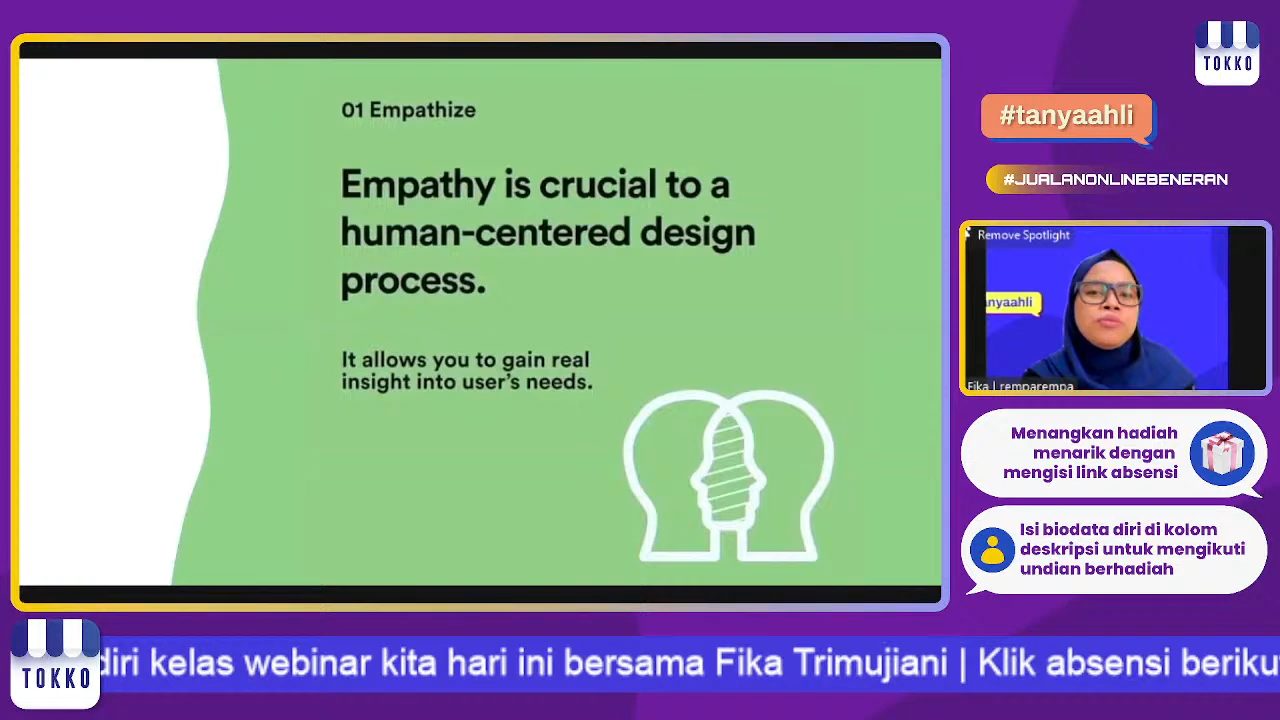 01 Empathize
Empathy is crucial to a
human-centered design
process.
It allows you to gain real
insight into user's needs.
TOKKO
#tanyaahli
#JUALANONLINEBENERAN
Remove Spotlight
anyaahli
Fika | remparempa
Menangkan hadiah
menarik dengan
mengisi link absensi
Isi biodata diri di kolom
deskripsi untuk mengikuti
undian berhadiah
TOKKO
diri kelas webinar kita hari ini bersama Fika Trimujiani | Klik absensi beriku